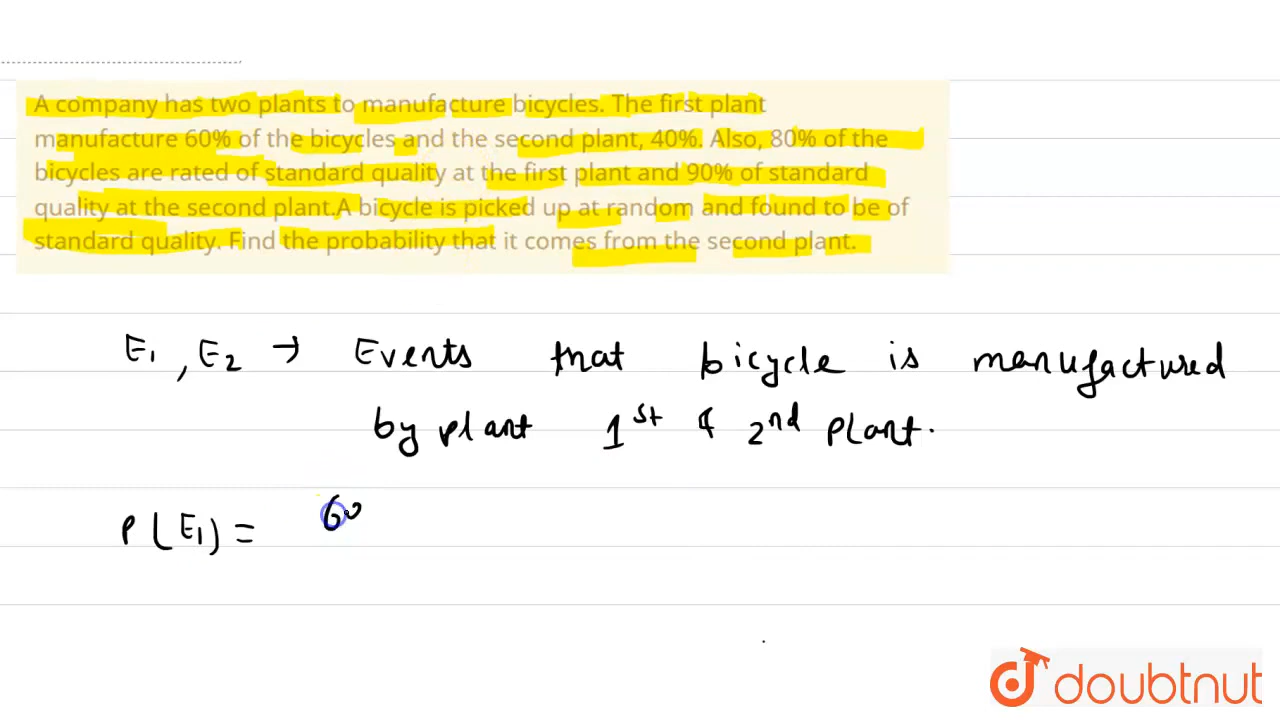 A company has two plants to manufacture bicycles. The first plant
manufacture 60% of the bicycles and the second plant, 40%. Also, 80% of the
bicycles are rated of standard quality at the first plant and 90% of standard
quality at the second plant.A bicycle is picked up at random and found to be of
standard quality. Find the probability that it comes from the second plant.
E1, E2 → Events that bicycle is manufactured
by plant 1st & 2nd plant.
P(E1) = 60
doubtnut